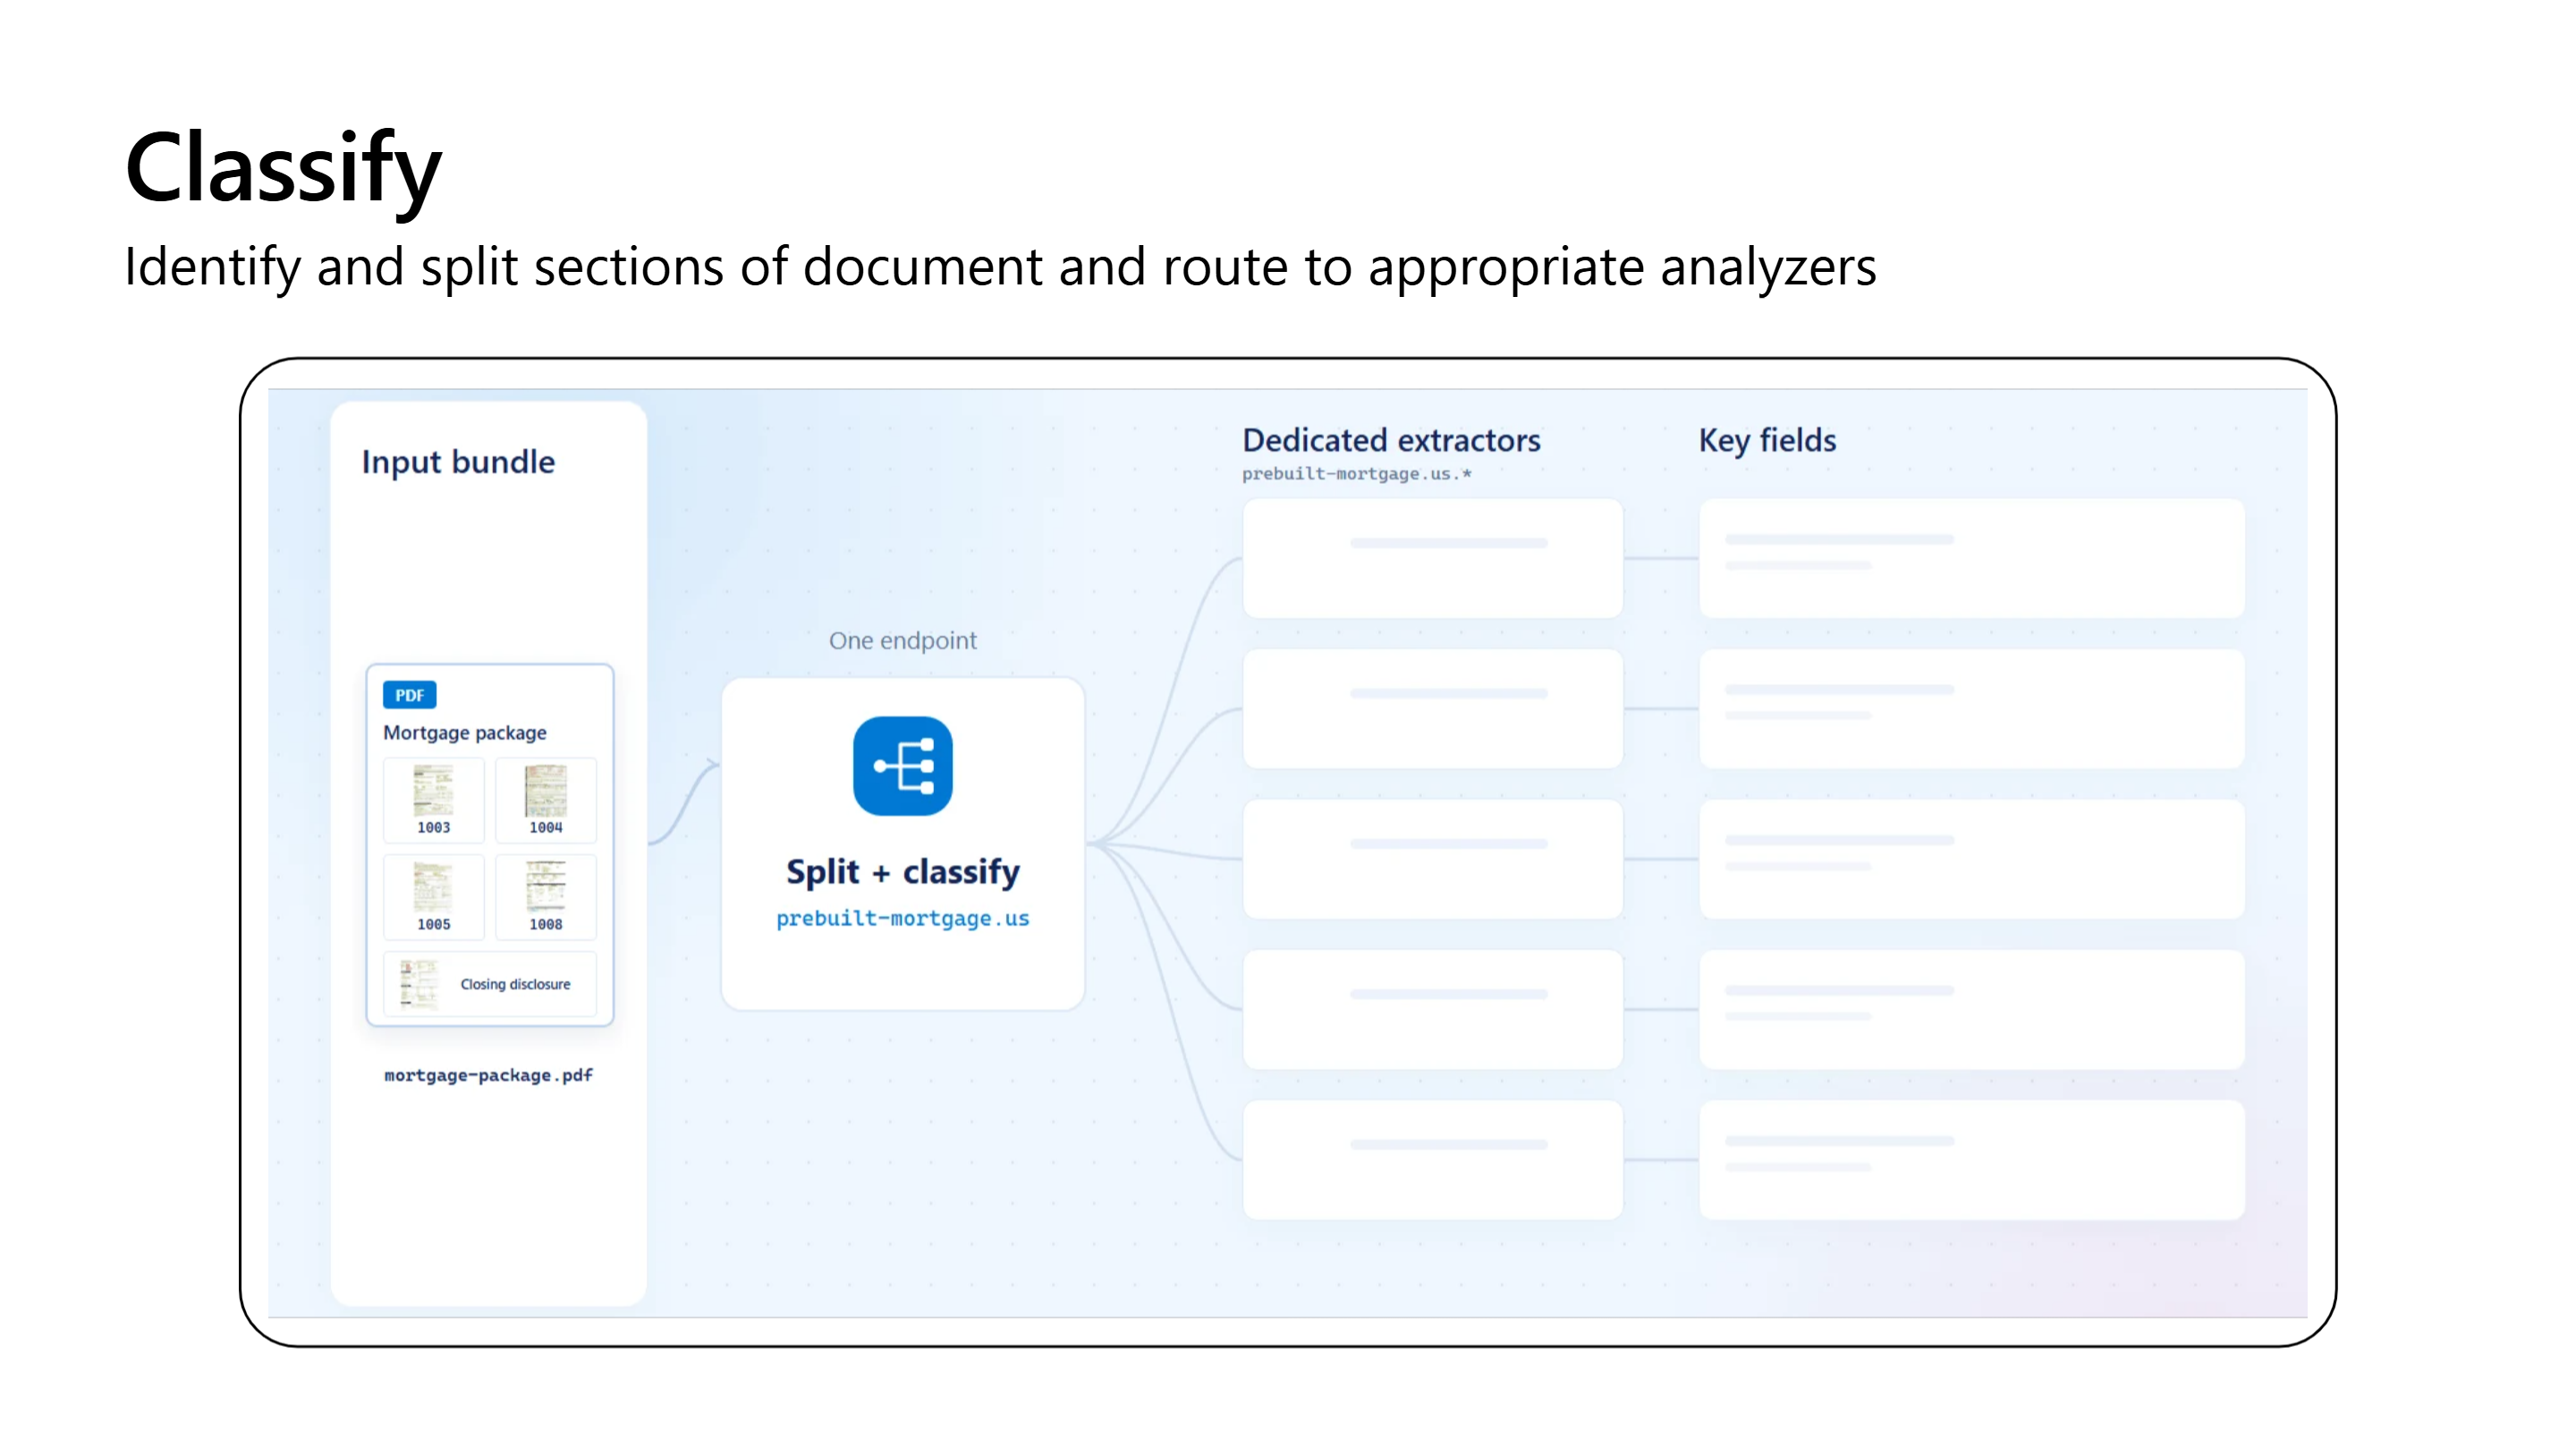 Classify
Identify and split sections of document and route to appropriate analyzers
Input bundle
PDF
Mortgage package
1003
1004
1005
1008
Closing disclosure
mortgage-package.pdf
One endpoint
Split + classify
prebuilt-mortgage.us
Dedicated extractors
prebuilt-mortgage.us.*
Key fields